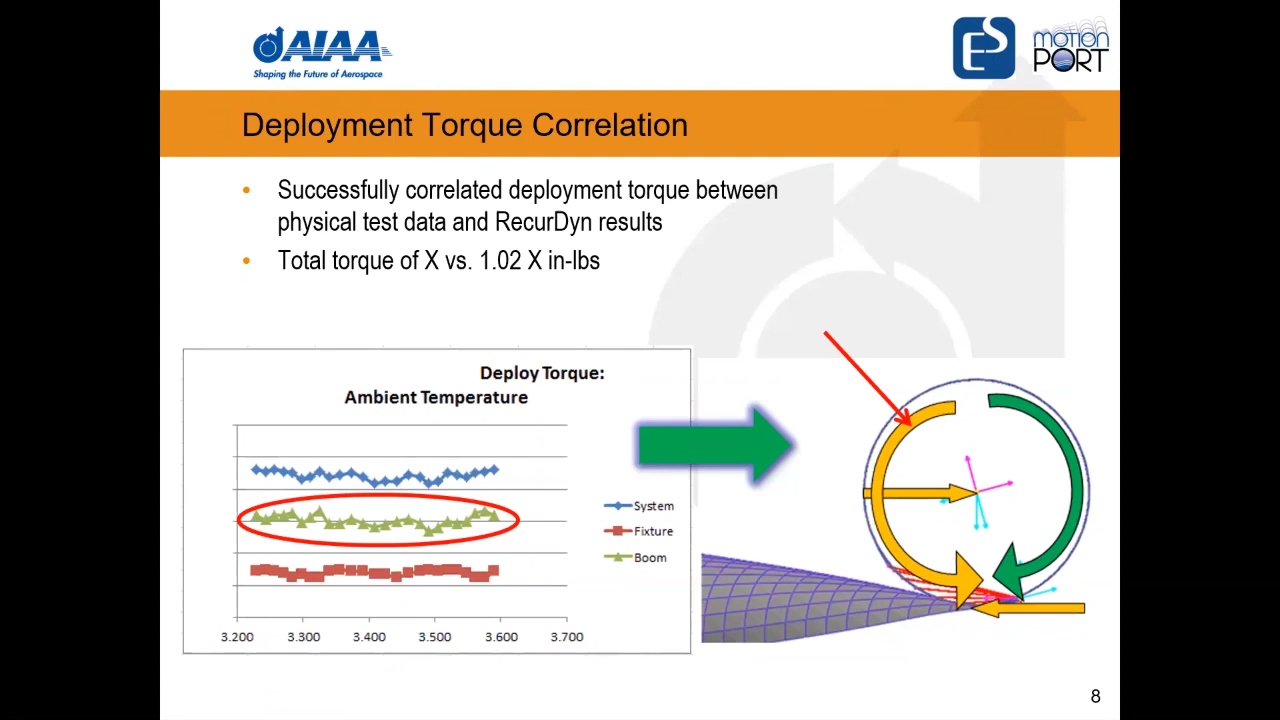 AIAA
Shaping the Future of Aerospace
ES
MOTION
PORT
Deployment Torque Correlation
• Successfully correlated deployment torque between
physical test data and RecurDyn results
• Total torque of X vs. 1.02 X in-lbs
Deploy Torque:
Ambient Temperature
System
Fixture
Boom
3.200 3.300 3.400 3.500 3.600 3.700
8